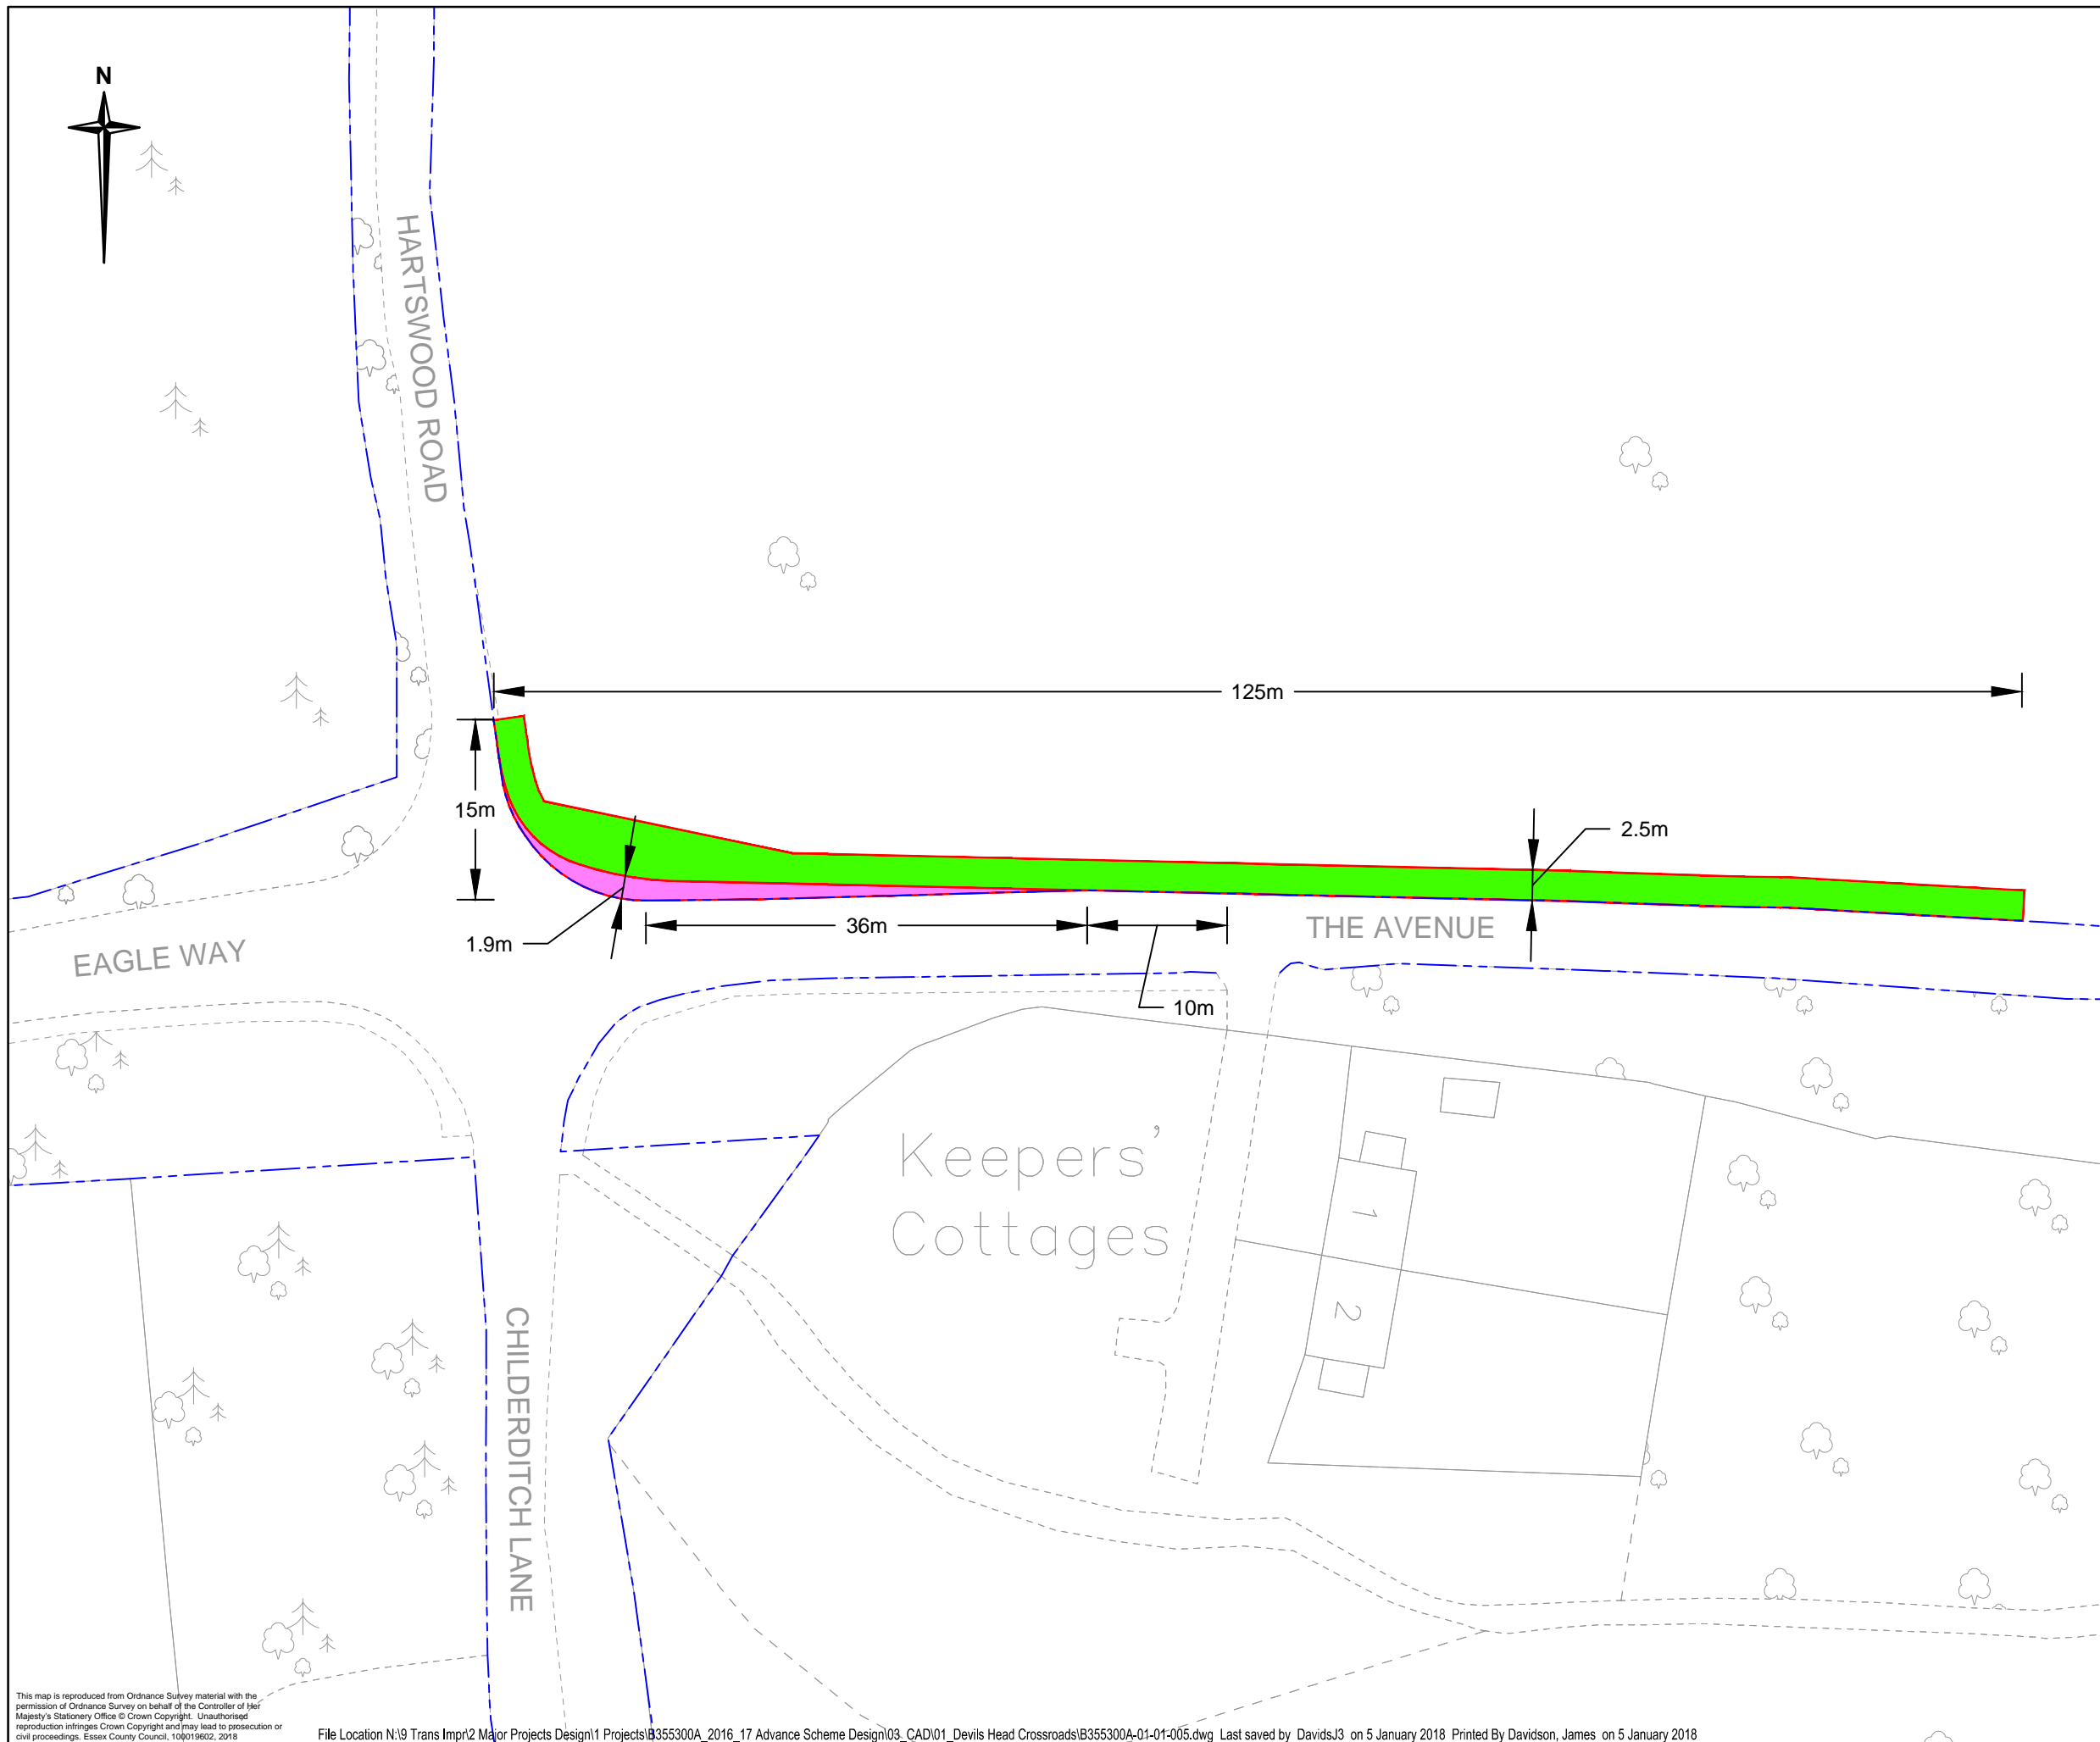 N
HARTSWOOD ROAD
125m
15m
2.5m
36m
1.9m
10m
THE AVENUE
EAGLE WAY
Keepers'
Cottages
1
2
CHILDERDITCH LANE
This map is reproduced from Ordnance Survey material with the
permission of Ordnance Survey on behalf of the Controller of Her
Majesty's Stationery Office © Crown Copyright. Unauthorised
reproduction infringes Crown Copyright and may lead to prosecution or
civil proceedings. Essex County Council, 100019602, 2018
File Location N:\9 Trans Impr\2 Major Projects Design\1 Projects\B355300A_2016_17 Advance Scheme Design\03_CAD\01_Devils Head Crossroads\B355300A-01-01-005.dwg Last saved by DavidsJ3 on 5 January 2018 Printed By Davidson, James on 5 January 2018